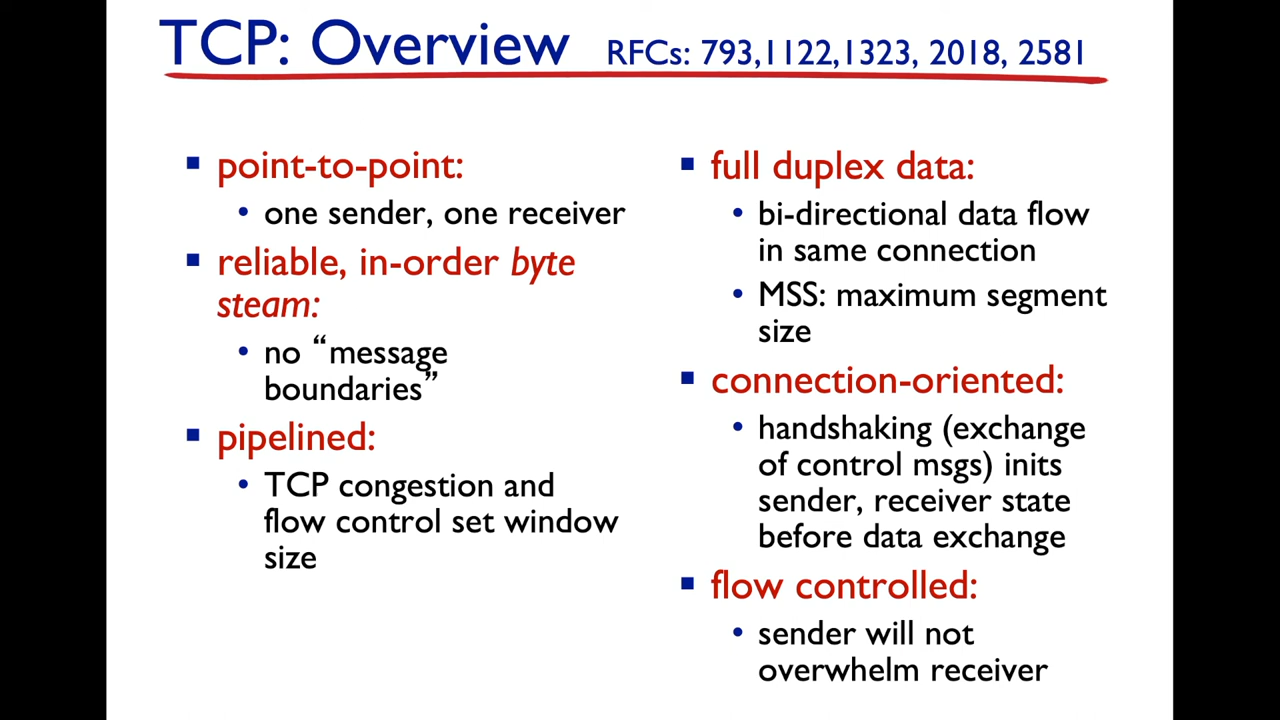 TCP: Overview RFCs: 793,1122,1323, 2018, 2581
▪ point-to-point:
• one sender, one receiver
▪ reliable, in-order byte
steam:
• no “message
boundaries”
▪ pipelined:
• TCP congestion and
flow control set window
size
▪ full duplex data:
• bi-directional data flow
in same connection
• MSS: maximum segment
size
▪ connection-oriented:
• handshaking (exchange
of control msgs) inits
sender, receiver state
before data exchange
▪ flow controlled:
• sender will not
overwhelm receiver